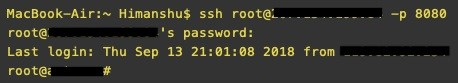 MacBook-Air:~ Himanshu$ ssh root@ -p 8080
root@'s password:
Last login: Thu Sep 13 21:01:08 2018 from
root@a #